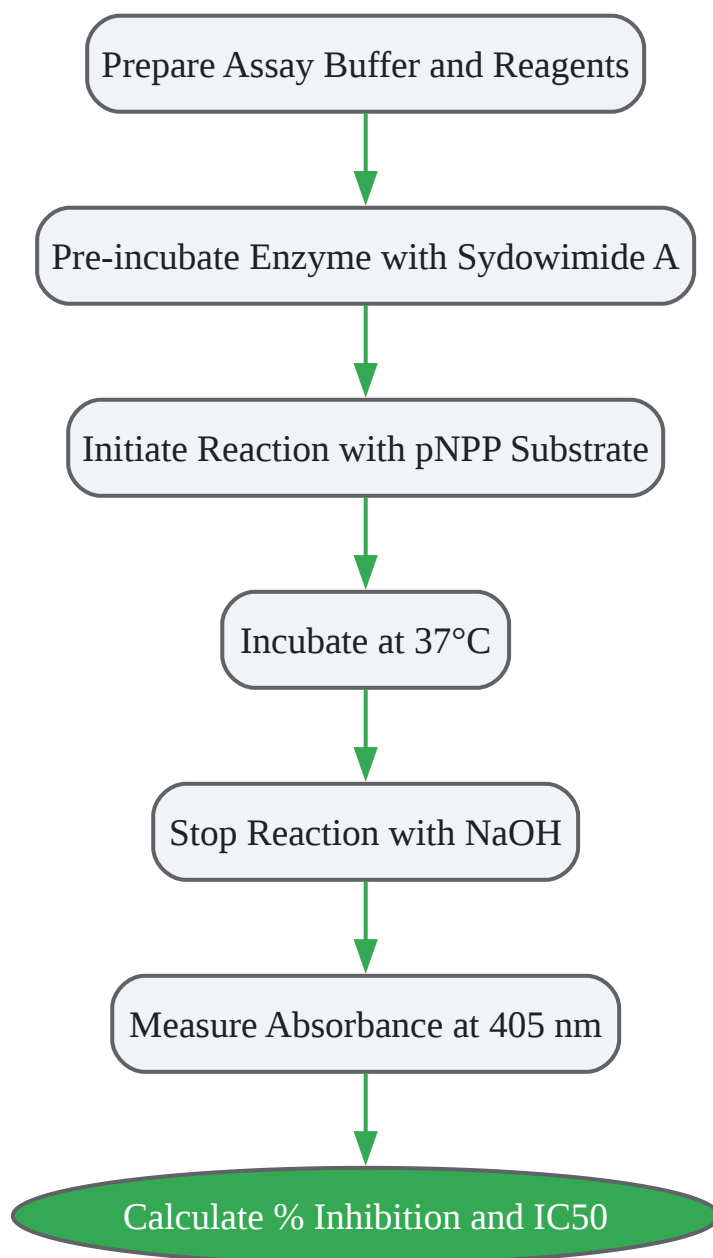 Prepare Assay Buffer and Reagents
Pre-incubate Enzyme with Sydowimide A
Initiate Reaction with pNPP Substrate
Incubate at 37°C
Stop Reaction with NaOH
Measure Absorbance at 405 nm
Calculate % Inhibition and IC50